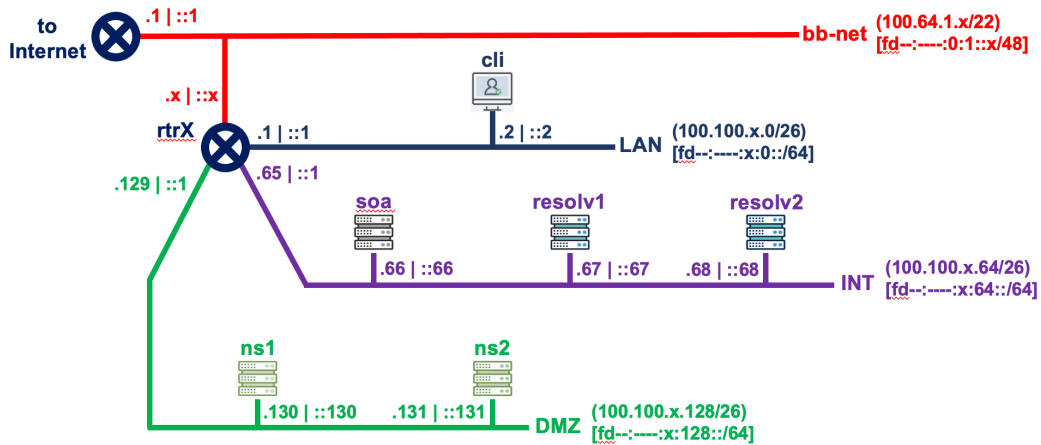 to
Internet
.1 | ::1
bb-net
(100.64.1.x/22)
[fd--:----:0:1::x/48]
.x | ::x
rtrX
cli
.1 | ::1
.2 | ::2
LAN
(100.100.x.0/26)
[fd--:----:x:0::/64]
.129 | ::1
.65 | ::1
soa
resolv1
resolv2
.66 | ::66
.67 | ::67
.68 | ::68
INT
(100.100.x.64/26)
[fd--:----:x:64::/64]
ns1
ns2
.130 | ::130
.131 | ::131
DMZ
(100.100.x.128/26)
[fd--:----:x:128::/64]